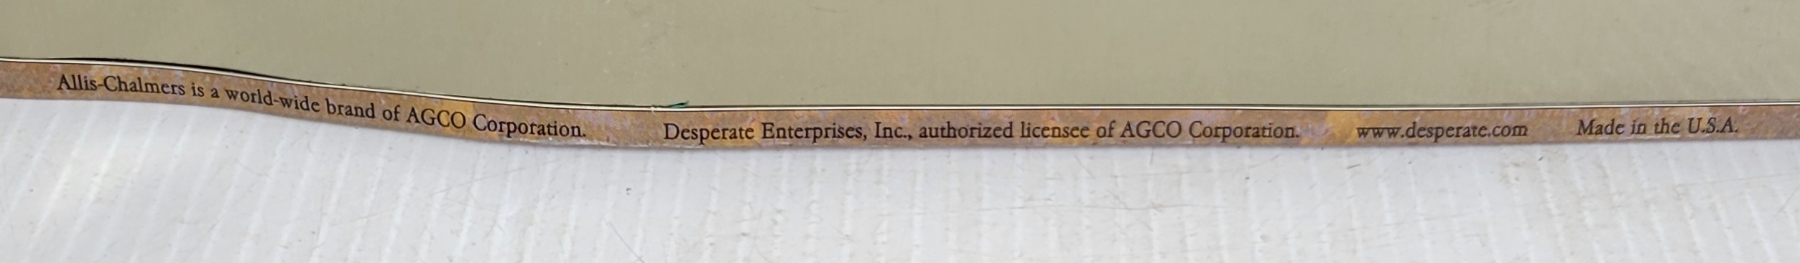 Allis-Chalmers is a world-wide brand of AGCO Corporation. Desperate Enterprises, Inc., authorized licensee of AGCO Corporation. www.desperate.com Made in the U.S.A.